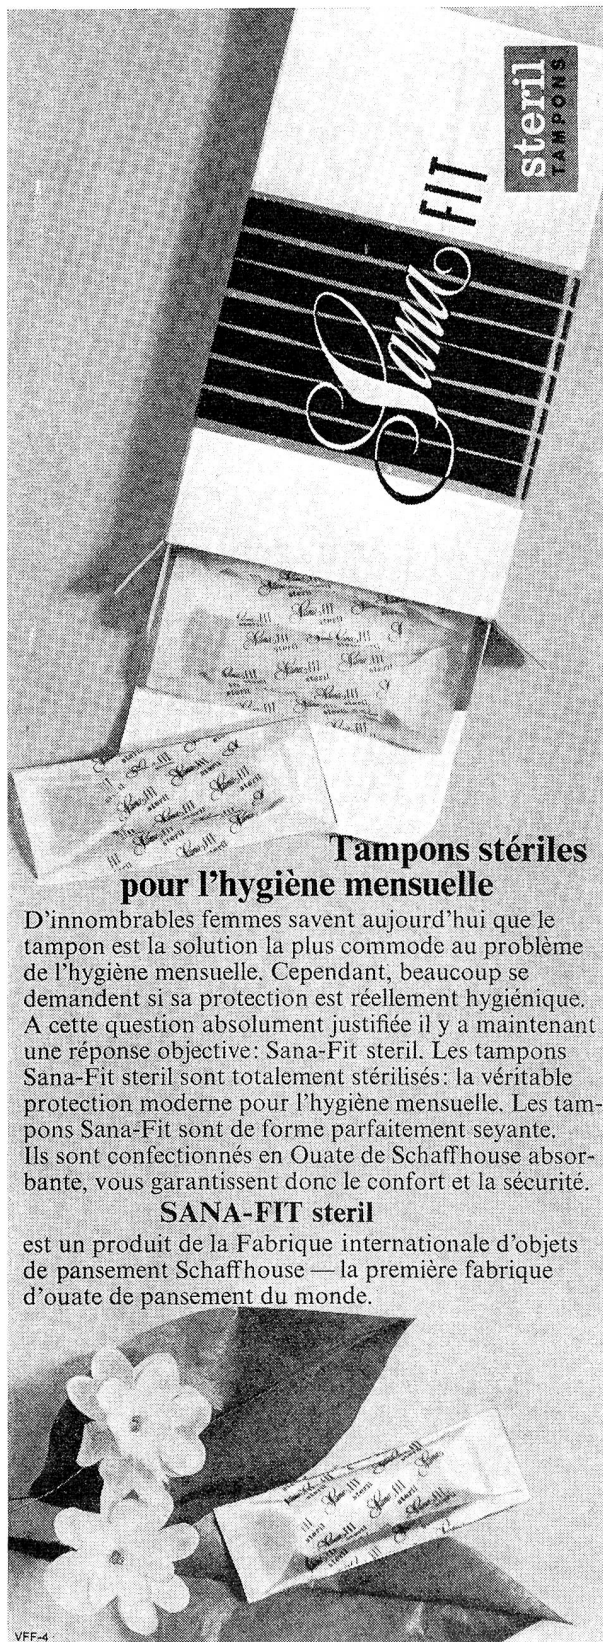 steril
TAMPONS
Sana FIT
Tampons stériles
pour l'hygiène mensuelle
D'innombrables femmes savent aujourd'hui que le
tampon est la solution la plus commode au problème
de l'hygiène mensuelle. Cependant, beaucoup se
demandent si sa protection est réellement hygiénique.
A cette question absolument justifiée il y a maintenant
une réponse objective: Sana-Fit steril. Les tampons
Sana-Fit steril sont totalement stérilisés: la véritable
protection moderne pour l'hygiène mensuelle. Les tam-
pons Sana-Fit sont de forme parfaitement seyante.
Ils sont confectionnés en Ouate de Schaffhouse absor-
bante, vous garantissent donc le confort et la sécurité.
SANA-FIT steril
est un produit de la Fabrique internationale d'objets
de pansement Schaffhouse — la première fabrique
d'ouate de pansement du monde.
VFF-4